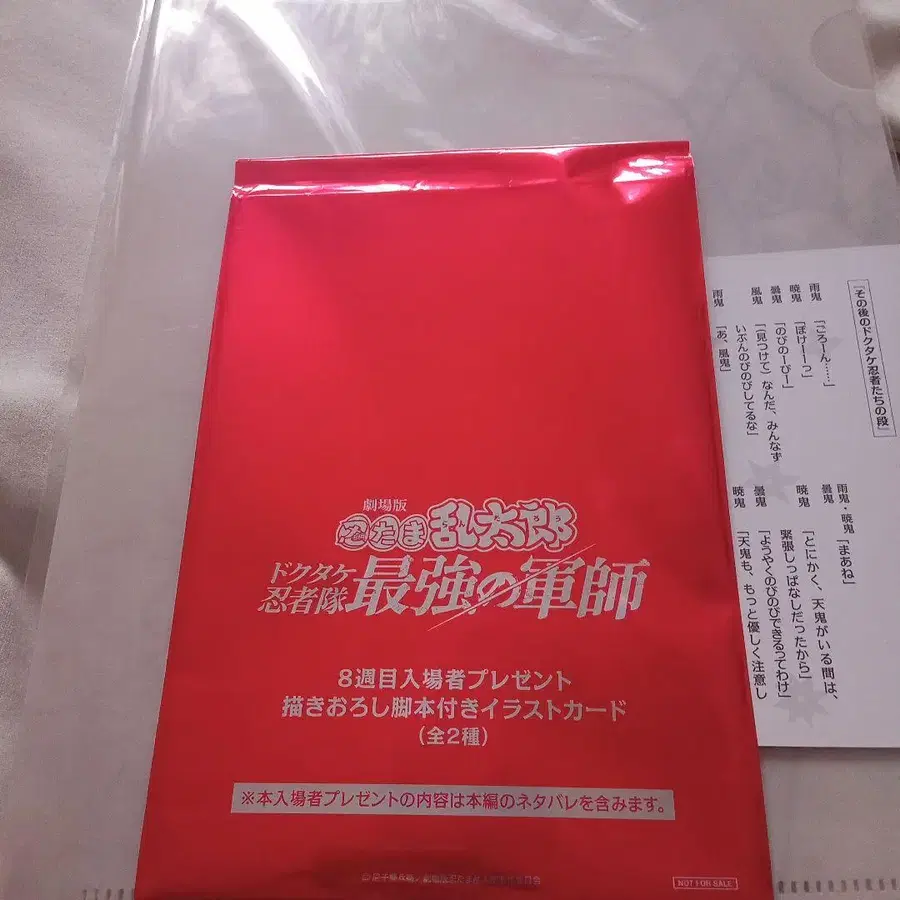 劇場版
忍たま乱太郎
ドクタケ
忍者隊
最強の軍師
8週目入場者プレゼント
描きおろし脚本付きイラストカード
(全2種)
※本入場者プレゼントの内容は本編のネタバレを含みます。
NOT FOR SALE
「その後のドクタケ忍者たちの段」
雨鬼 「ごろーん……」
暁鬼 「ぼけーーっ」
曇鬼 「のびのーびー」
風鬼 「(見つけて)なんだ、みんなず
いぶんのびのびしてるな」
雨鬼 「あ、風鬼」
雨鬼・暁鬼 「まあね」
曇鬼 「とにかく、天鬼がいる間は、
緊張しっぱなしだったから」
暁鬼
曇鬼 「ようやくのびのびできるってわけ」
暁鬼 「天鬼も、もっと優しく注意し